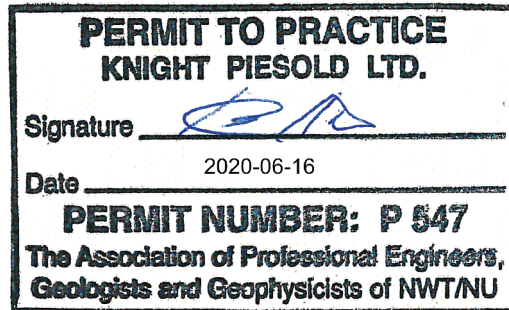 PERMIT TO PRACTICE
KNIGHT PIESOLD LTD.
Signature
2020-06-16
Date
PERMIT NUMBER: P 547
The Association of Professional Engineers,
Geologists and Geophysicists of NWT/NU